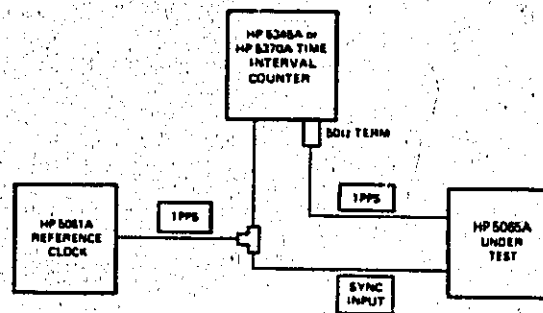 HP 5345A or
HP 5370A TIME
INTERVAL
COUNTER
50Ω TERM
1PPS
1PPS
HP 5061A
REFERENCE
CLOCK
HP 5065A
UNDER
TEST
SYNC
INPUT